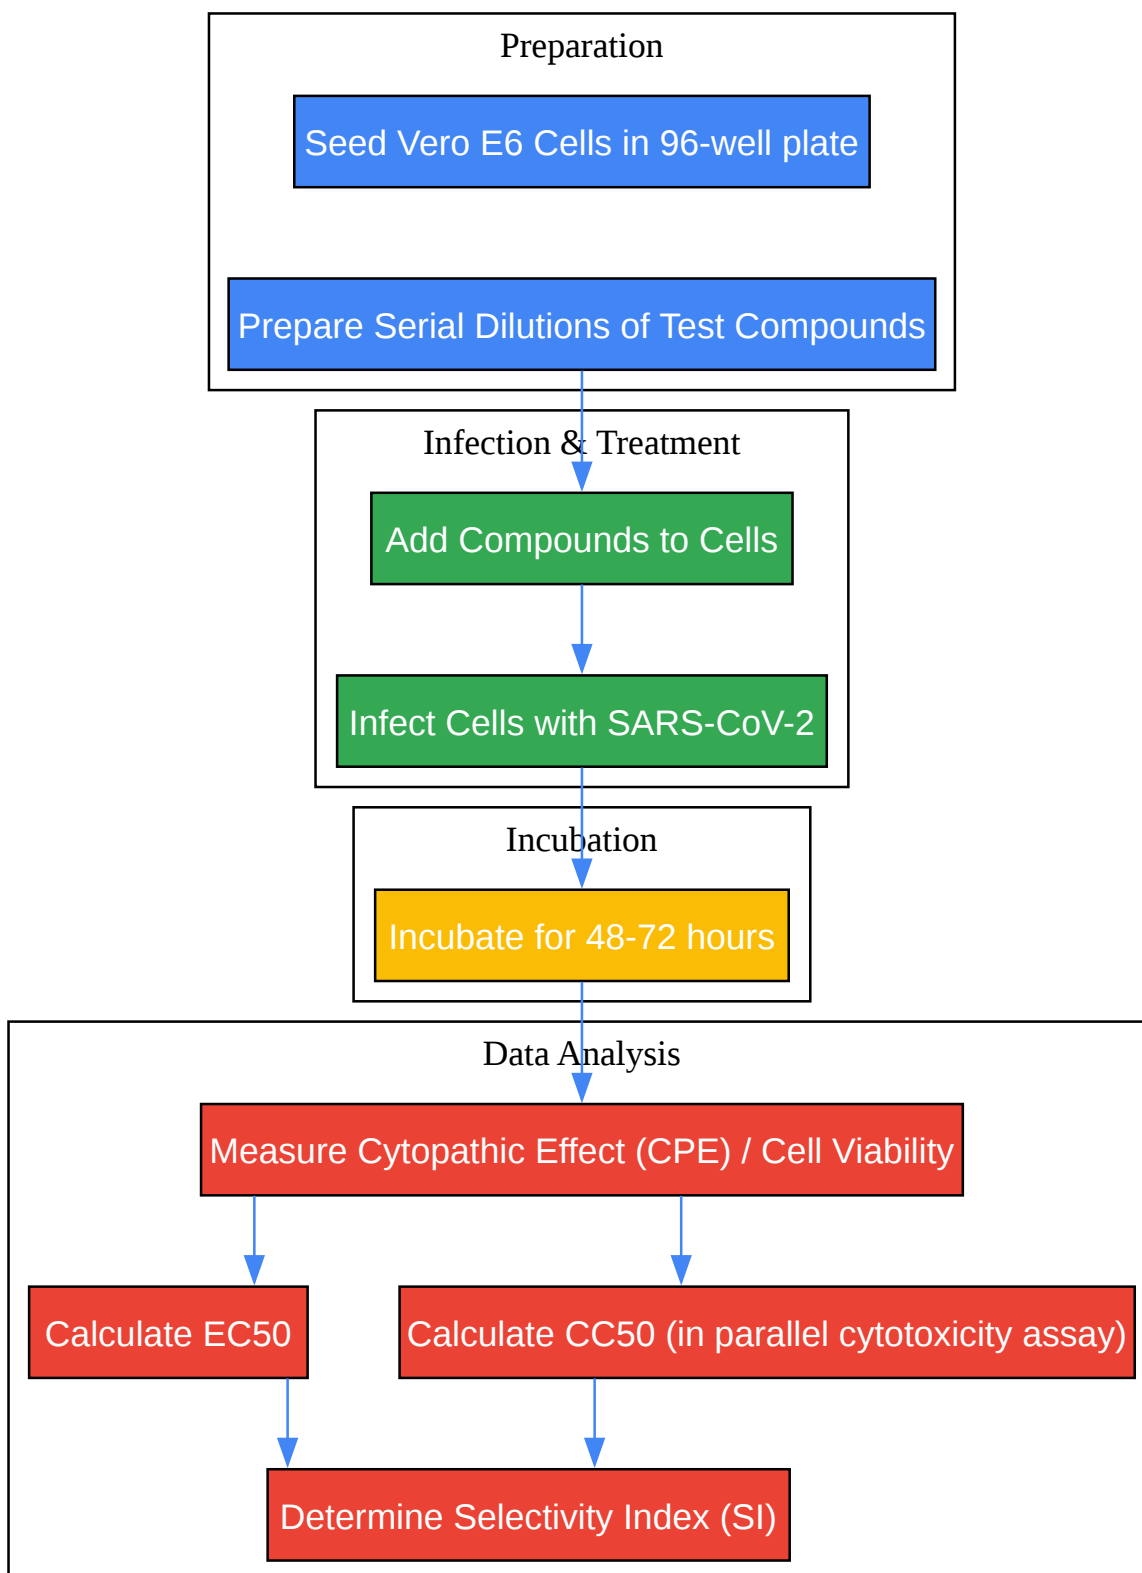 Preparation
Seed Vero E6 Cells in 96-well plate
Prepare Serial Dilutions of Test Compounds
Infection & Treatment
Add Compounds to Cells
Infect Cells with SARS-CoV-2
Incubation
Incubate for 48-72 hours
Data Analysis
Measure Cytopathic Effect (CPE) / Cell Viability
Calculate EC50
Calculate CC50 (in parallel cytotoxicity assay)
Determine Selectivity Index (SI)